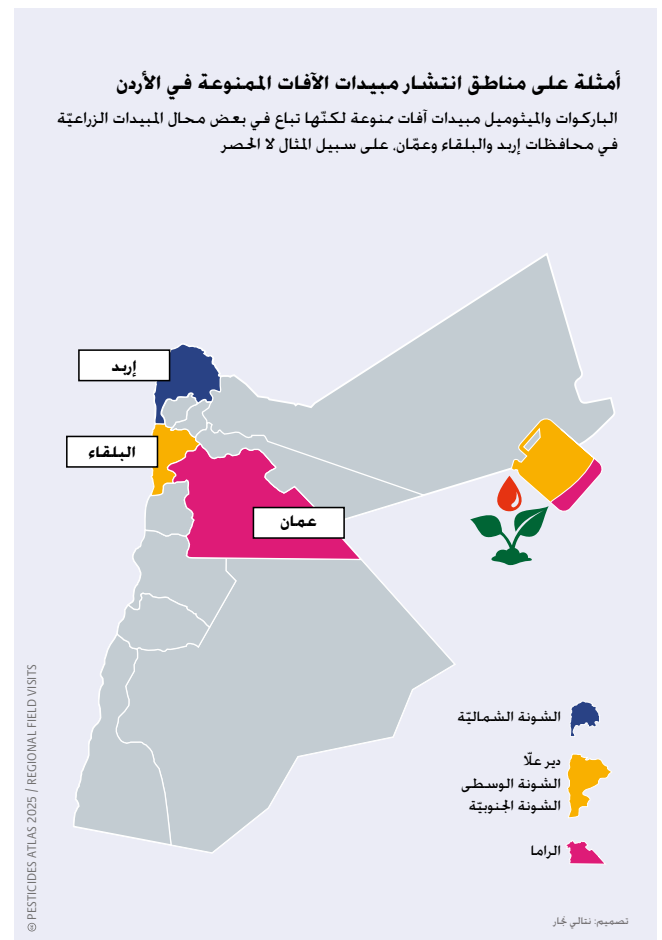 أمثلة على مناطق انتشار مبيدات الآفات الممنوعة في الأردن
الباركوات والميثوميل مبيدات آفات ممنوعة لكنّها تباع في بعض محال المبيدات الزراعيّة
في محافظات إربد والبلقاء وعمّان، على سبيل المثال لا الحصر
إربد
البلقاء
عمان
الشونة الشماليّة
دير علّا
الشونة الوسطى
الشونة الجنوبيّة
الراما
تصميم: نتالي نجار
© PESTICIDES ATLAS 2025 / REGIONAL FIELD VISITS